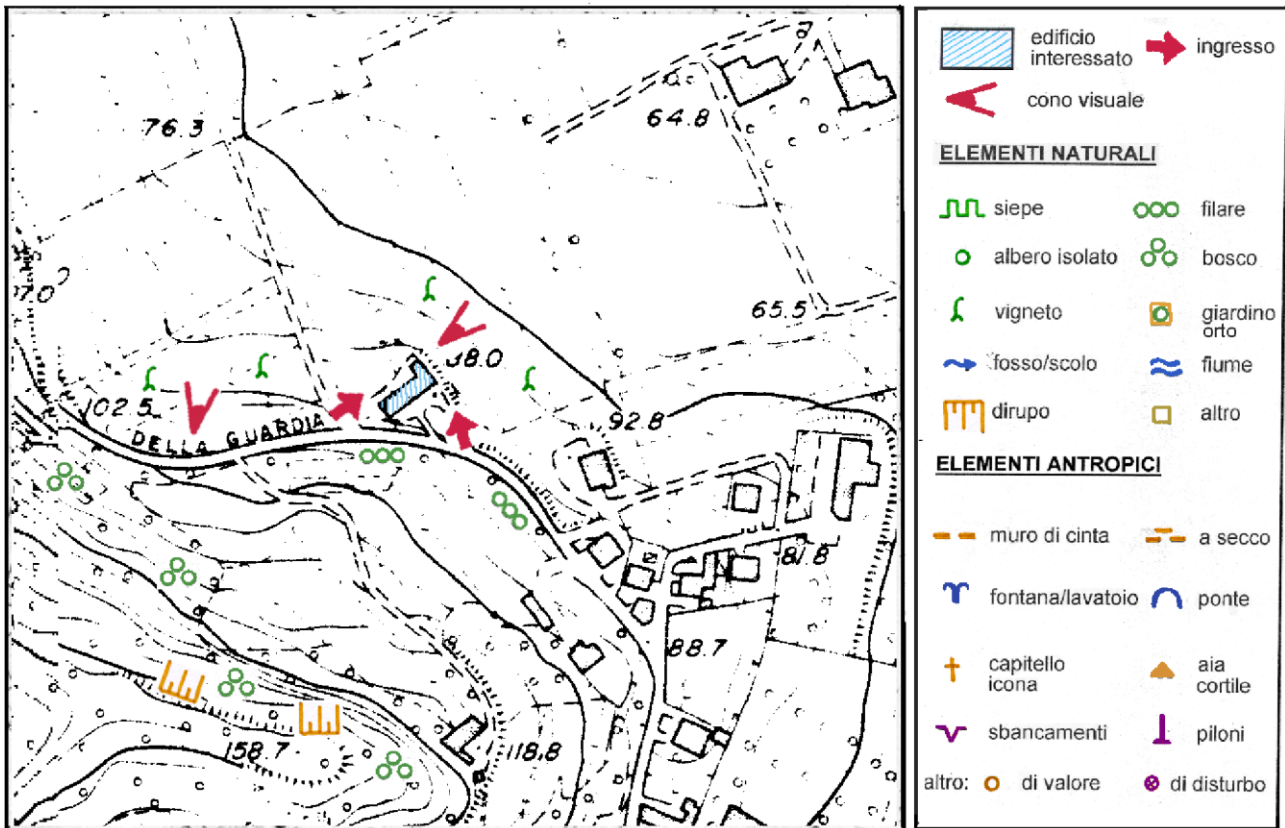 76.3
64.8
65.5
38.0
102.5
DELLA GUARDIA
92.8
81.8
88.7
118.8
158.7
edificio
interessato
ingresso
cono visuale
ELEMENTI NATURALI
siepe
filare
albero isolato
bosco
vigneto
giardino
orto
fosso/scolo
fiume
dirupo
altro
ELEMENTI ANTROPICI
muro di cinta
a secco
fontana/lavatoio
ponte
capitello
icona
aia
cortile
sbancamenti
piloni
altro:
di valore
di disturbo